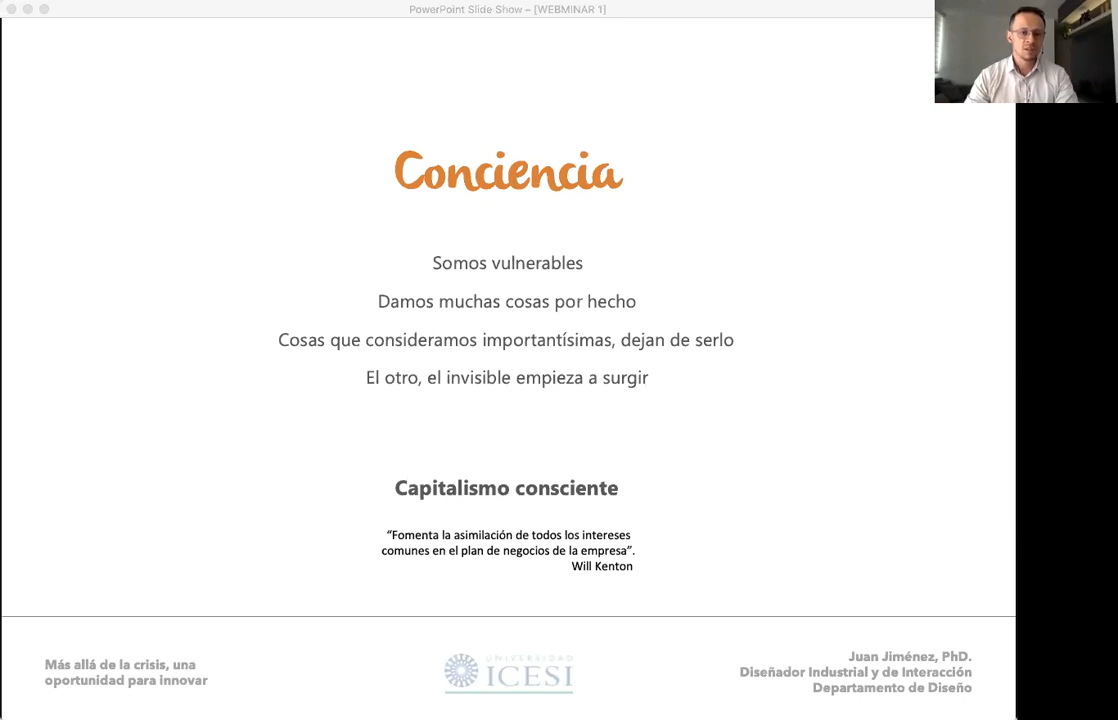 PowerPoint Slide Show – [WEBMINAR 1]
Conciencia
Somos vulnerables
Damos muchas cosas por hecho
Cosas que consideramos importantísimas, dejan de serlo
El otro, el invisible empieza a surgir
Capitalismo consciente
“Fomenta la asimilación de todos los intereses
comunes en el plan de negocios de la empresa”.
Will Kenton
Más allá de la crisis, una
oportunidad para innovar
UNIVERSIDAD
ICESI
Juan Jiménez, PhD.
Diseñador Industrial y de Interacción
Departamento de Diseño